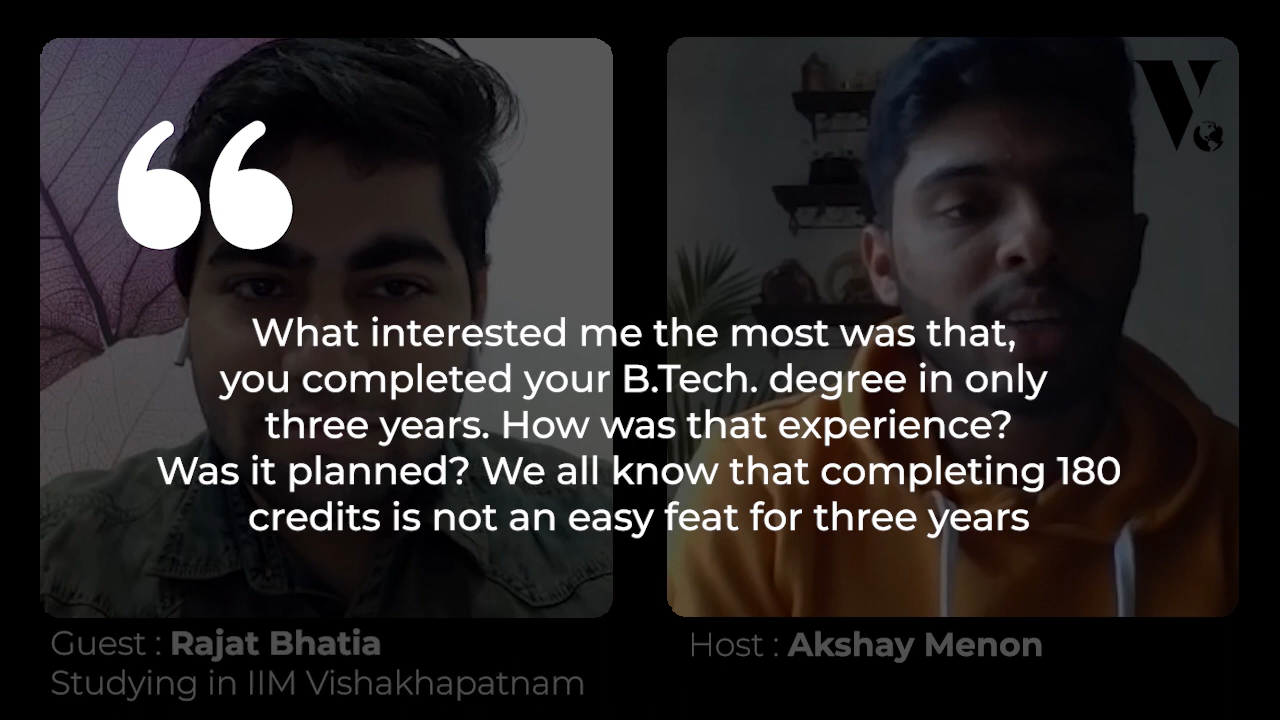 “
What interested me the most was that,
you completed your B.Tech. degree in only
three years. How was that experience?
Was it planned? We all know that completing 180
credits is not an easy feat for three years
Guest : Rajat Bhatia
Studying in IIM Vishakhapatnam
Host : Akshay Menon
V